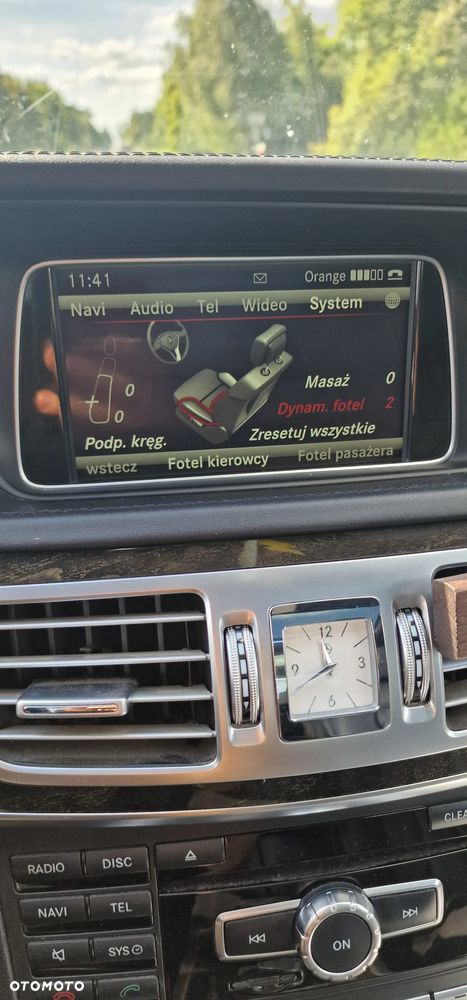 11:41 Orange
Navi Audio Tel Wideo System
0
0
Masaż 0
Dynam. fotel 2
Podp. kręg. Zresetuj wszystkie
wstecz Fotel kierowcy Fotel pasażera
12
9 3
6
CLEA
RADIO DISC
NAVI TEL
SYS
ON
OTOMOTO